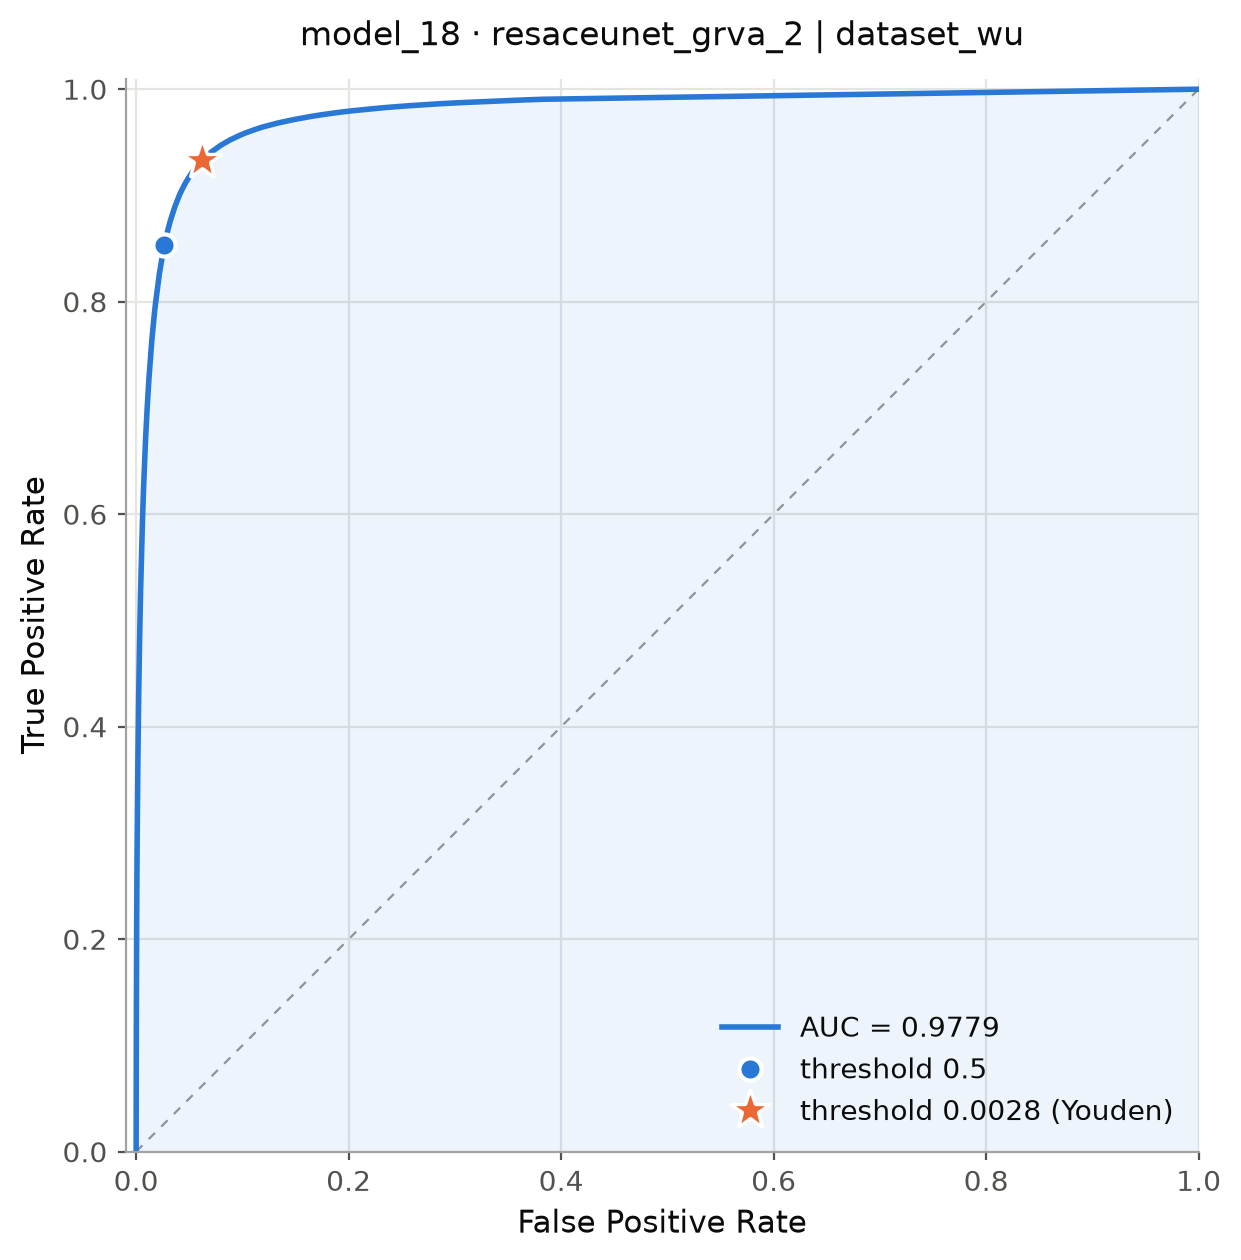 model_18 · resaceunet_grva_2 | dataset_wu
1.0
0.8
0.6
0.4
0.2
0.0
True Positive Rate
AUC = 0.9779
threshold 0.5
threshold 0.0028 (Youden)
0.0 0.2 0.4 0.6 0.8 1.0
False Positive Rate